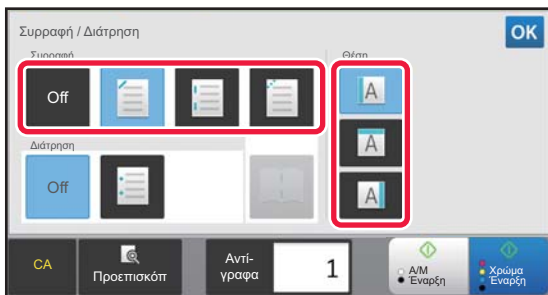 Συρραφή / Διάτρηση
OK
Συρραφή
Θέση
Off
A
A
A
Διάτρηση
Off
CA
Προεπισκόπ
Αντί-
γραφα
1
Α/Μ
Έναρξη
Χρώμα
Έναρξη